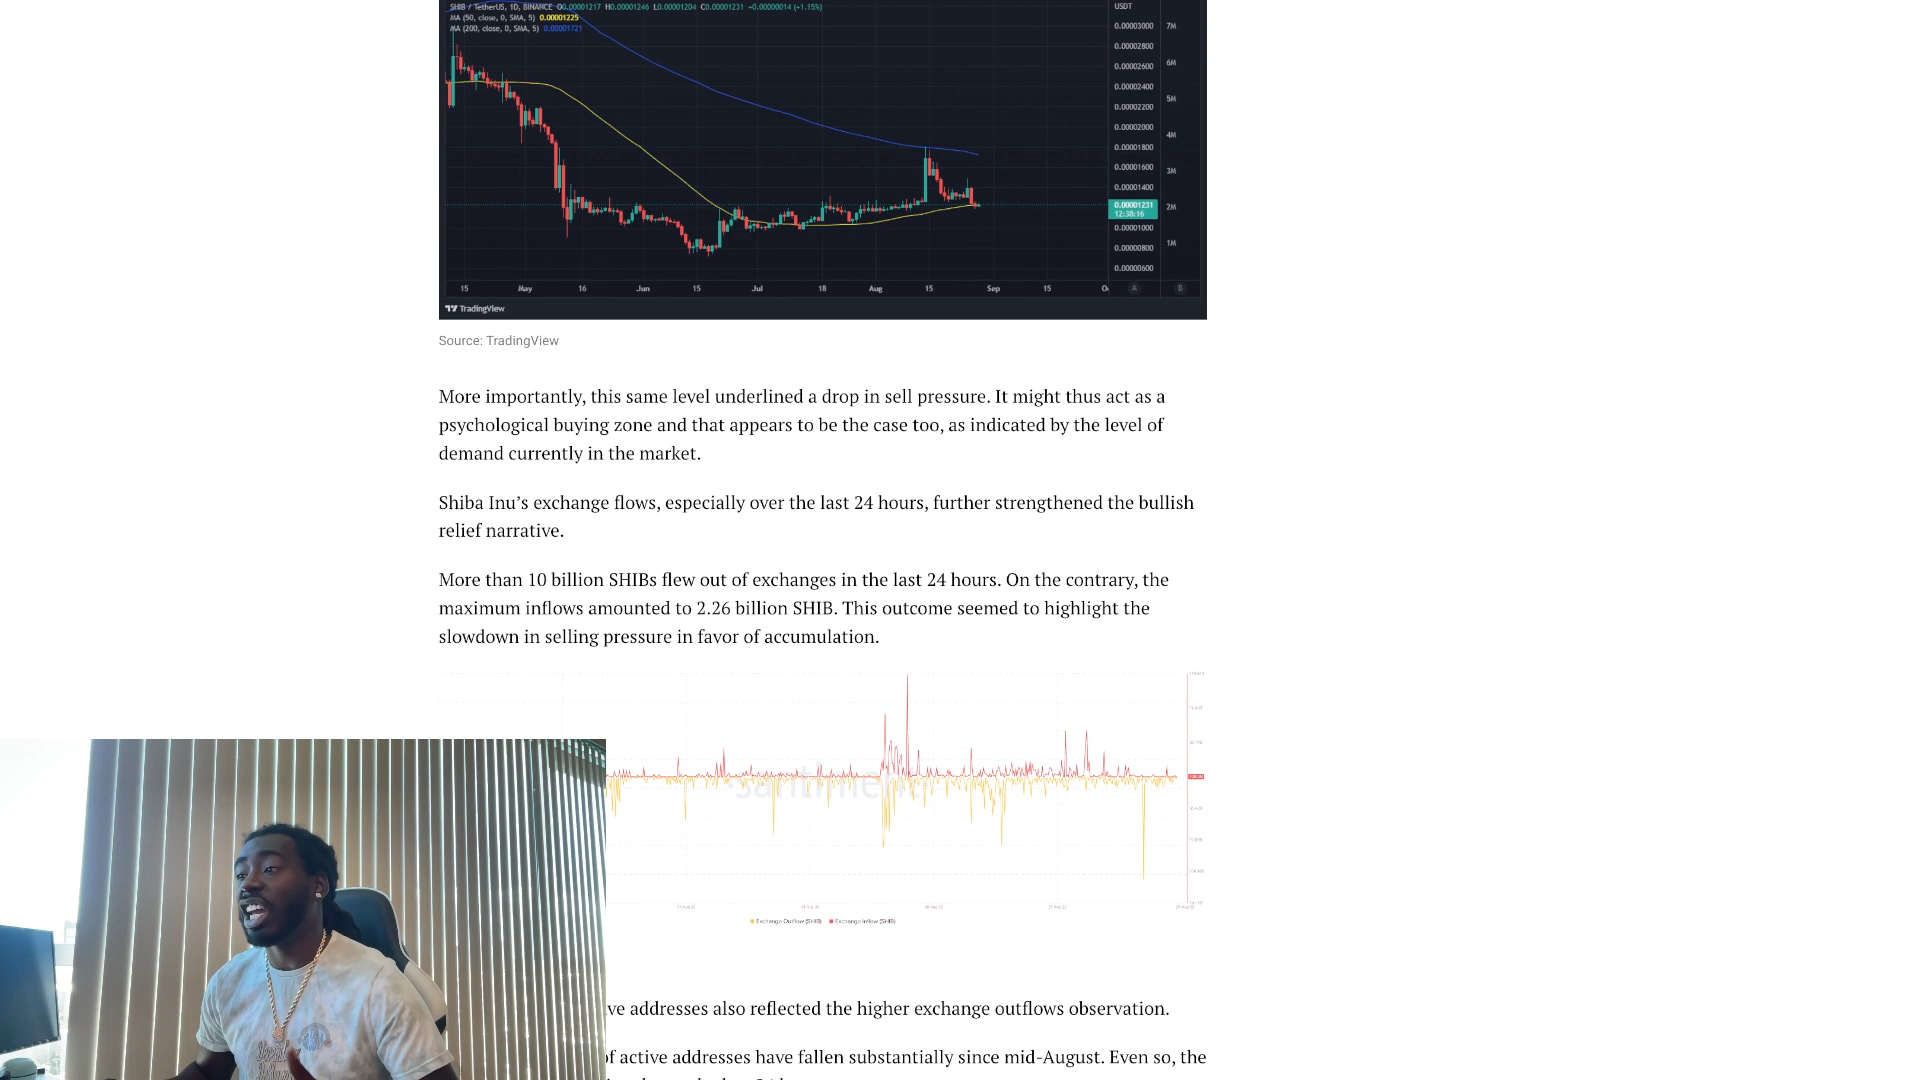 SHIB / TetherUS, 1D, BINANCE O0.00001217 H0.00001246 L0.00001204 C0.00001231 +0.00000014 (+1.15%)
USDT
MA (50, close, 0, SMA, 5) 0.00001225
MA (200, close, 0, SMA, 5) 0.00001721
0.00003000 7M
0.00002800
0.00002600 6M
0.00002400
0.00002200 5M
0.00002000 4M
0.00001800
0.00001600 3M
0.00001400
0.00001231 2M
12:38:16
0.00001000
0.00000800 1M
0.00000600
15 May 16 Jun 15 Jul 18 Aug 15 Sep 15 A B
TradingView
Source: TradingView
More importantly, this same level underlined a drop in sell pressure. It might thus act as a
psychological buying zone and that appears to be the case too, as indicated by the level of
demand currently in the market.
Shiba Inu’s exchange flows, especially over the last 24 hours, further strengthened the bullish
relief narrative.
More than 10 billion SHIBs flew out of exchanges in the last 24 hours. On the contrary, the
maximum inflows amounted to 2.26 billion SHIB. This outcome seemed to highlight the
slowdown in selling pressure in favor of accumulation.
santiment
Exchange Outflow (SHIB) Exchange Inflow (SHIB)
ve addresses also reflected the higher exchange outflows observation.
of active addresses have fallen substantially since mid-August. Even so, the